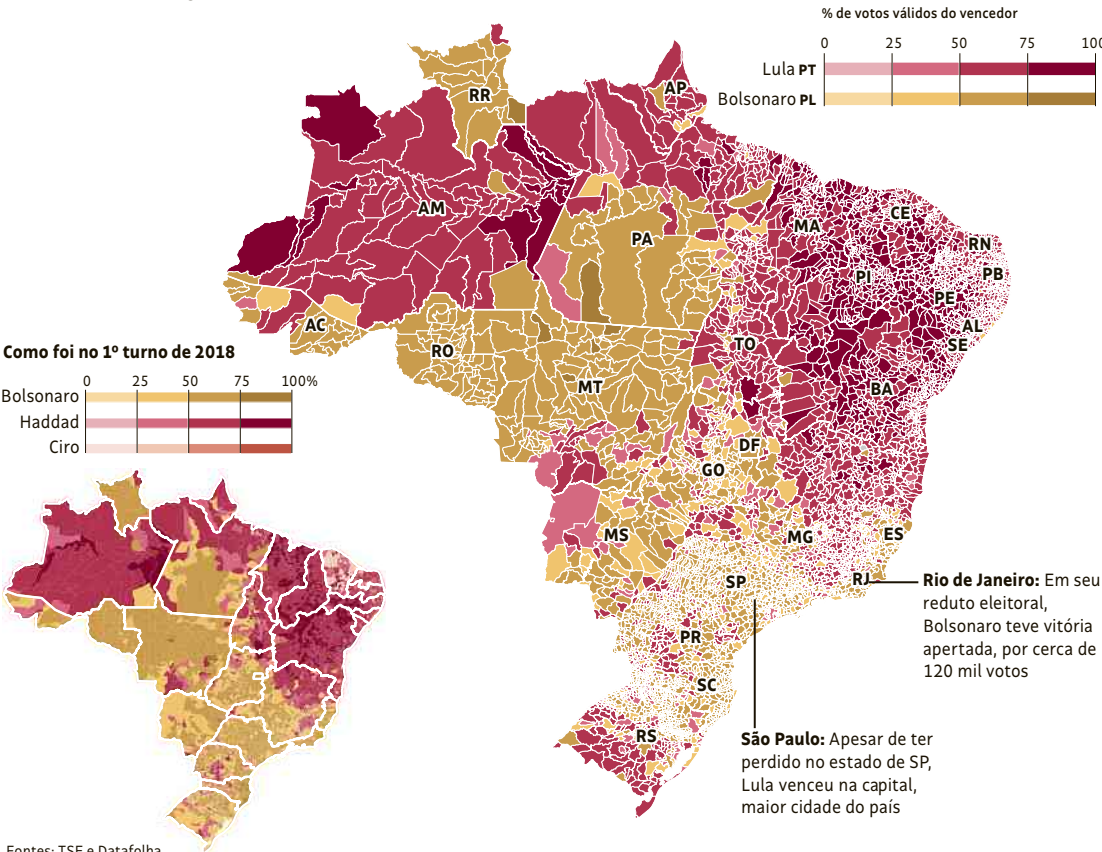 % de votos válidos do vencedor
0 25 50 75 100
Lula PT
Bolsonaro PL
RR
AP
AM
PA
MA
CE
RN
PB
PI
PE
AL
SE
AC
RO
TO
MT
BA
DF
GO
MS
MG
ES
SP
RJ
PR
SC
RS
Como foi no 1º turno de 2018
0 25 50 75 100%
Bolsonaro
Haddad
Ciro
Rio de Janeiro: Em seu
reduto eleitoral,
Bolsonaro teve vitória
apertada, por cerca de
120 mil votos
São Paulo: Apesar de ter
perdido no estado de SP,
Lula venceu na capital,
maior cidade do país
Fontes: TSE e Datafolha